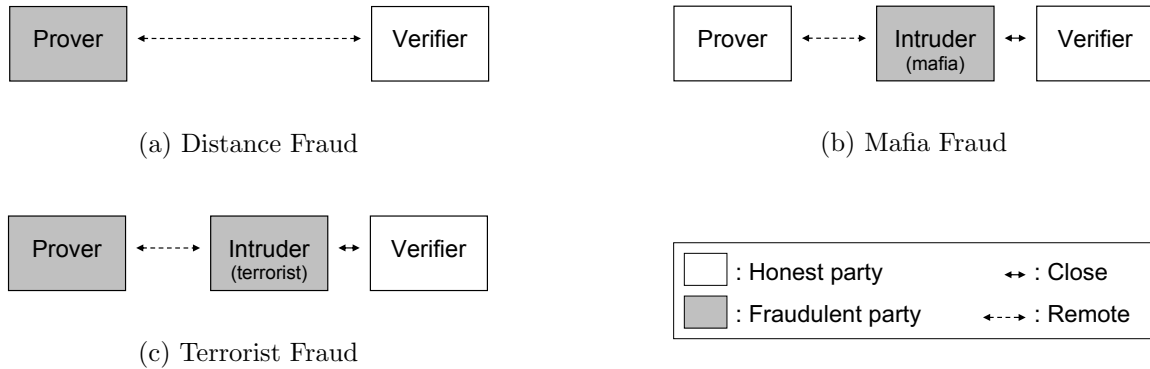 Prover
Verifier
(a) Distance Fraud
Prover
Intruder
(mafia)
Verifier
(b) Mafia Fraud
Prover
Intruder
(terrorist)
Verifier
(c) Terrorist Fraud
: Honest party
: Close
: Fraudulent party
: Remote